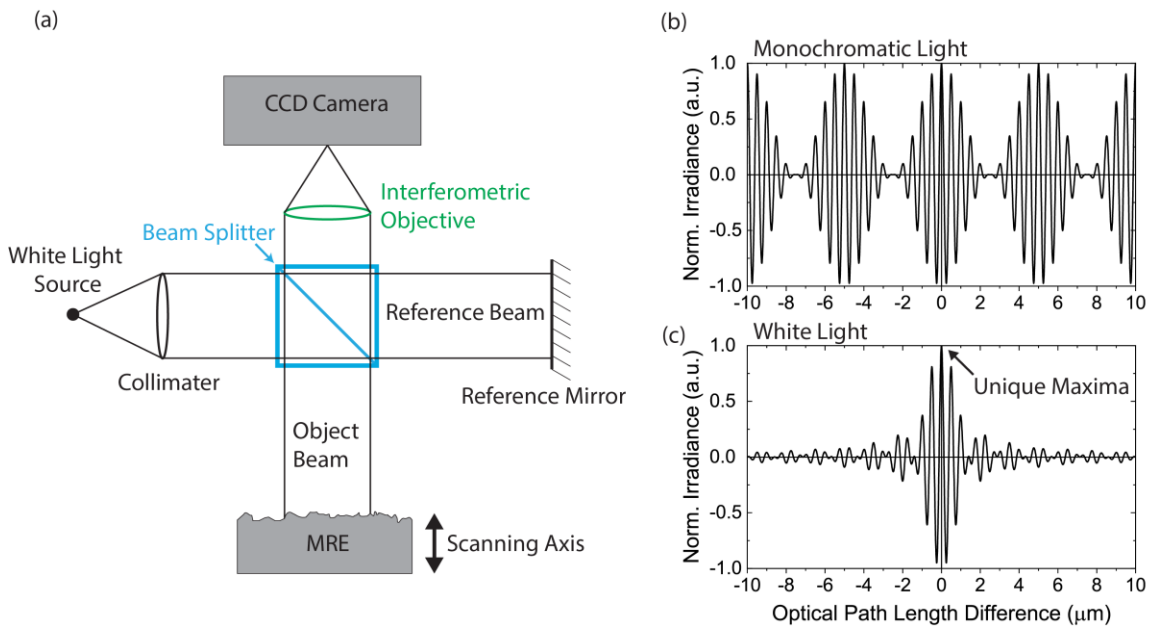 (a)
CCD Camera
Interferometric
Objective
Beam Splitter
White Light
Source
Reference Beam
Collimater
Reference Mirror
Object
Beam
MRE
Scanning Axis
(b)
Monochromatic Light
Norm. Irradiance (a.u.)
1.0
0.5
0.0
-0.5
-1.0
-10 -8 -6 -4 -2 0 2 4 6 8 10
(c)
White Light
Unique Maxima
Norm. Irradiance (a.u.)
1.0
0.5
0.0
-0.5
-1.0
-10 -8 -6 -4 -2 0 2 4 6 8 10
Optical Path Length Difference (μm)